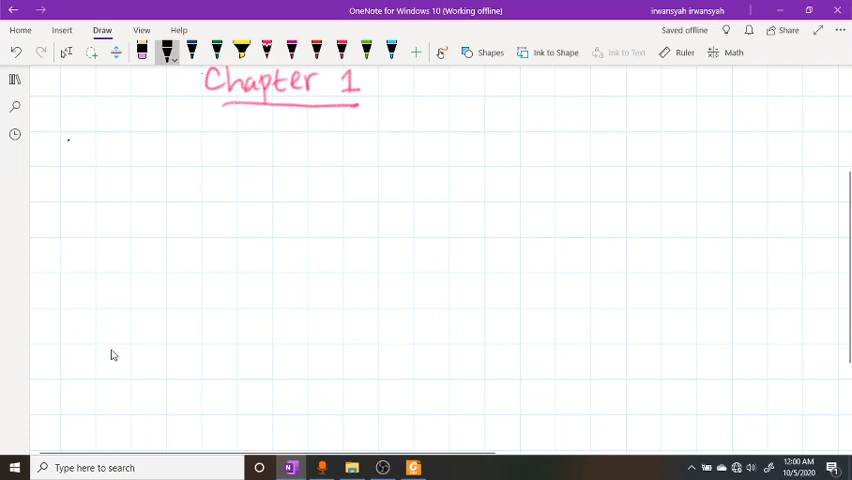 OneNote for Windows 10 (Working offline)
irwansyah irwansyah
Home Insert Draw View Help
Saved offline
Share
Shapes
Ink to Shape
Ink to Text
Ruler
Math
Chapter 1
Type here to search
12:00 AM
10/5/2020